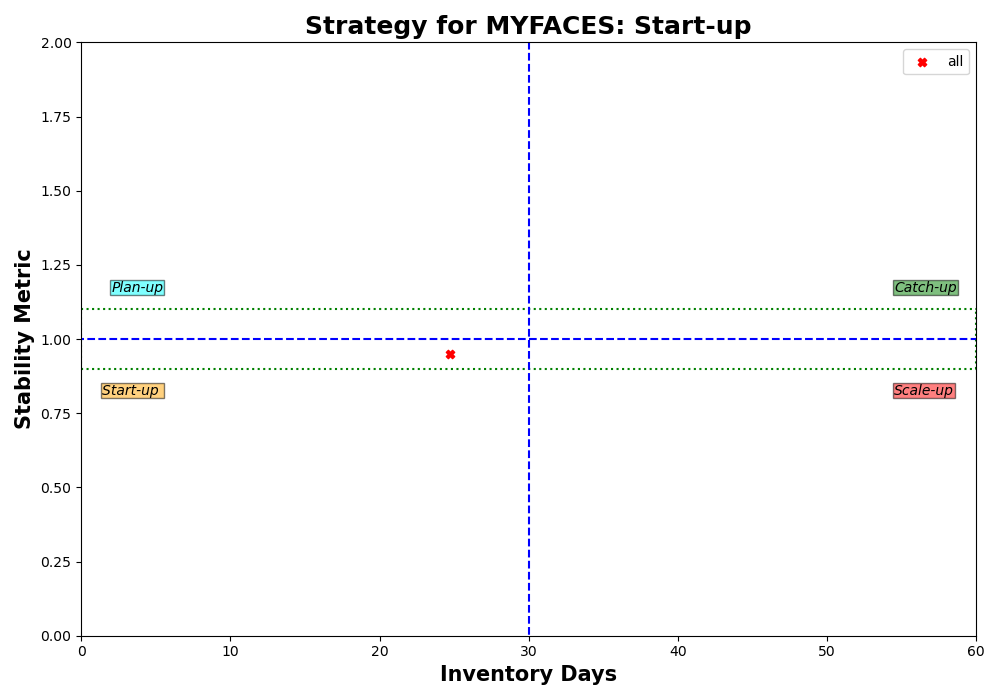 Strategy for MYFACES: Start-up
all
2.00
1.75
1.50
1.25
1.00
0.75
0.50
0.25
0.00
Stability Metric
Plan-up
Catch-up
Start-up
Scale-up
0 10 20 30 40 50 60
Inventory Days